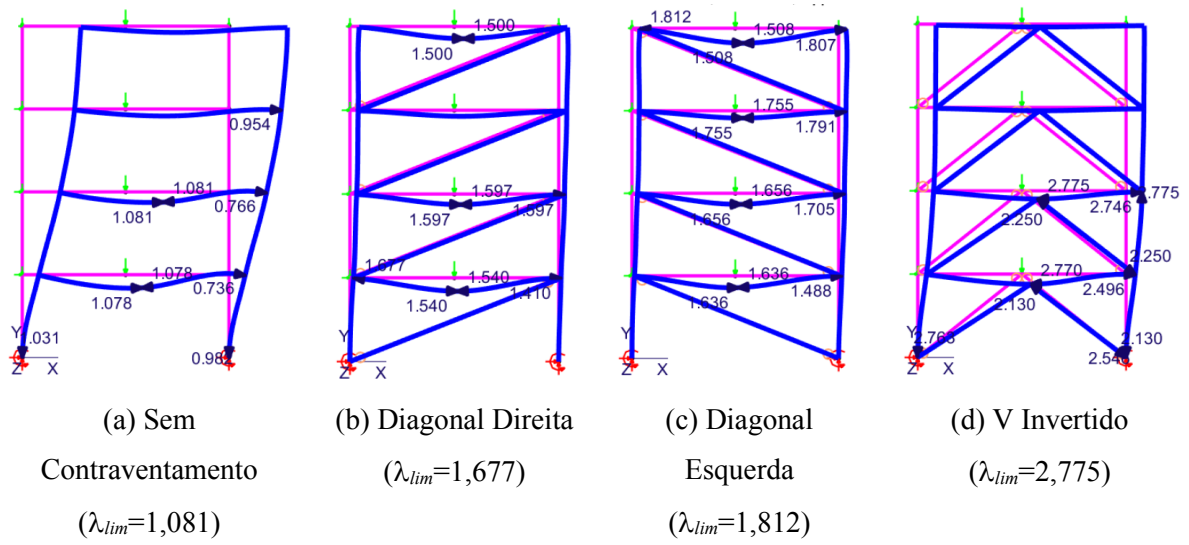 1.500
1.500
1.597
1.597
1.597
1.677
1.540
1.540
1.410
0.954
1.081
1.081
0.766
1.078
1.078
0.736
Y
.031
Z
X
Y
Z
X
1.812
1.508
1.508
1.807
1.755
1.755
1.791
1.656
1.656
1.705
1.636
1.636
1.488
Y
Z
X
2.775
2.775
2.746
2.250
2.250
2.770
2.496
2.130
2.130
Y
Z
X
(a) Sem
Contraventamento
(λlim=1,081)
(b) Diagonal Direita
(λlim=1,677)
(c) Diagonal
Esquerda
(λlim=1,812)
(d) V Invertido
(λlim=2,775)